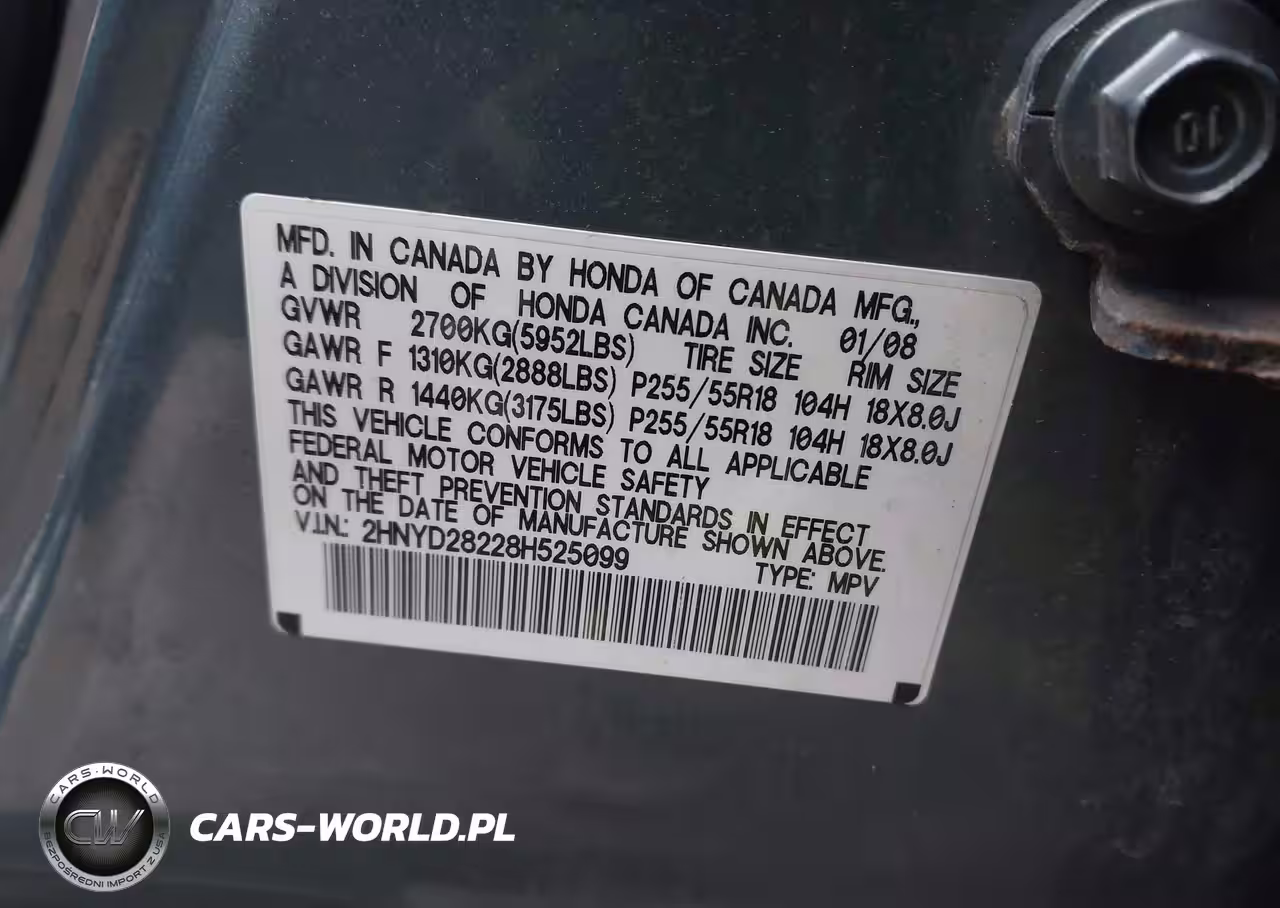 MFD. IN CANADA BY HONDA OF CANADA MFG.,
A DIVISION OF HONDA CANADA INC. 01/08
GVWR 2700KG(5952LBS) TIRE SIZE RIM SIZE
GAWR F 1310KG(2888LBS) P255/55R18 104H 18X8.0J
GAWR R 1440KG(3175LBS) P255/55R18 104H 18X8.0J
THIS VEHICLE CONFORMS TO ALL APPLICABLE
FEDERAL MOTOR VEHICLE SAFETY
AND THEFT PREVENTION STANDARDS IN EFFECT
ON THE DATE OF MANUFACTURE SHOWN ABOVE.
V.I.N.: 2HNYD28228H525099 TYPE: MPV
CARS-WORLD
CW
BEZPOŚREDNI IMPORT Z USA
CARS-WORLD.PL